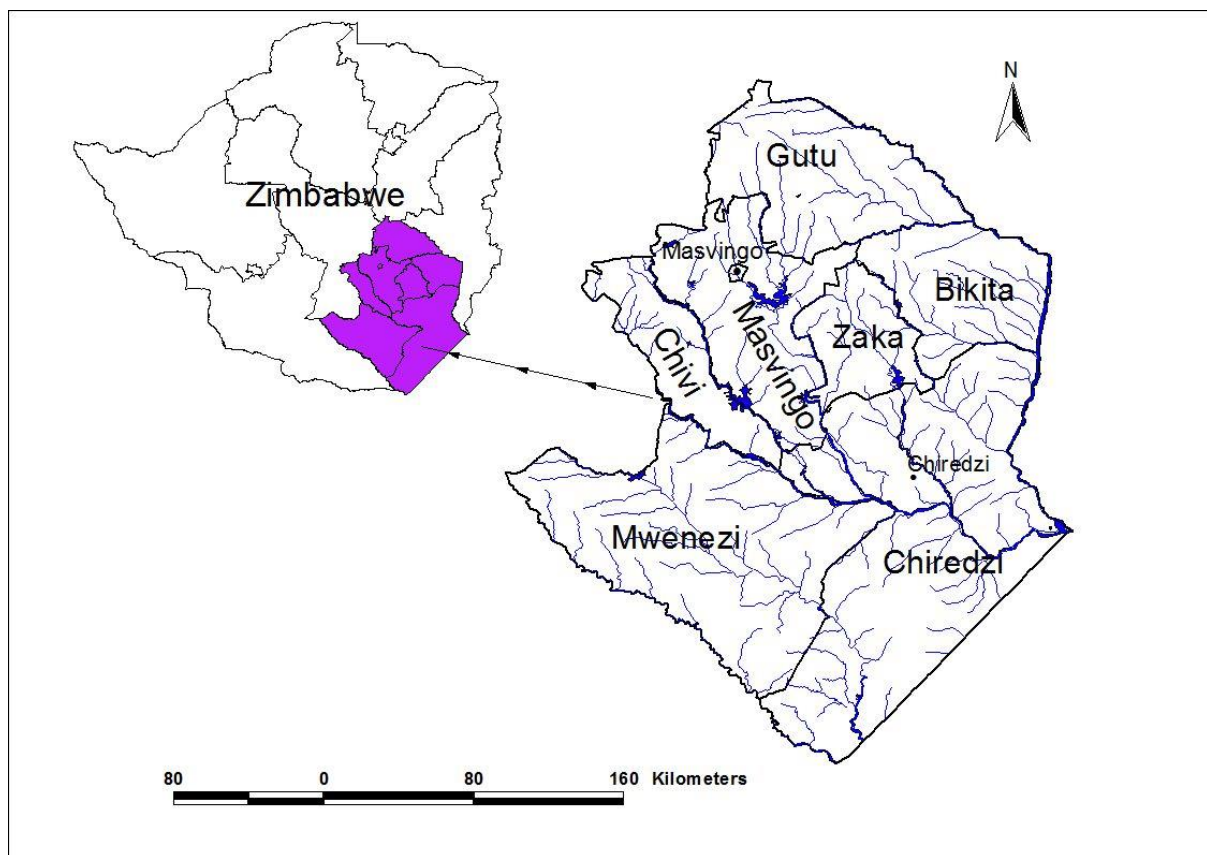 N
Zimbabwe
Gutu
Masvingo
Bikita
Masvingo
Zaka
Chivi
Chiredzi
Mwenezi
Chiredzi
80 0 80 160 Kilometers